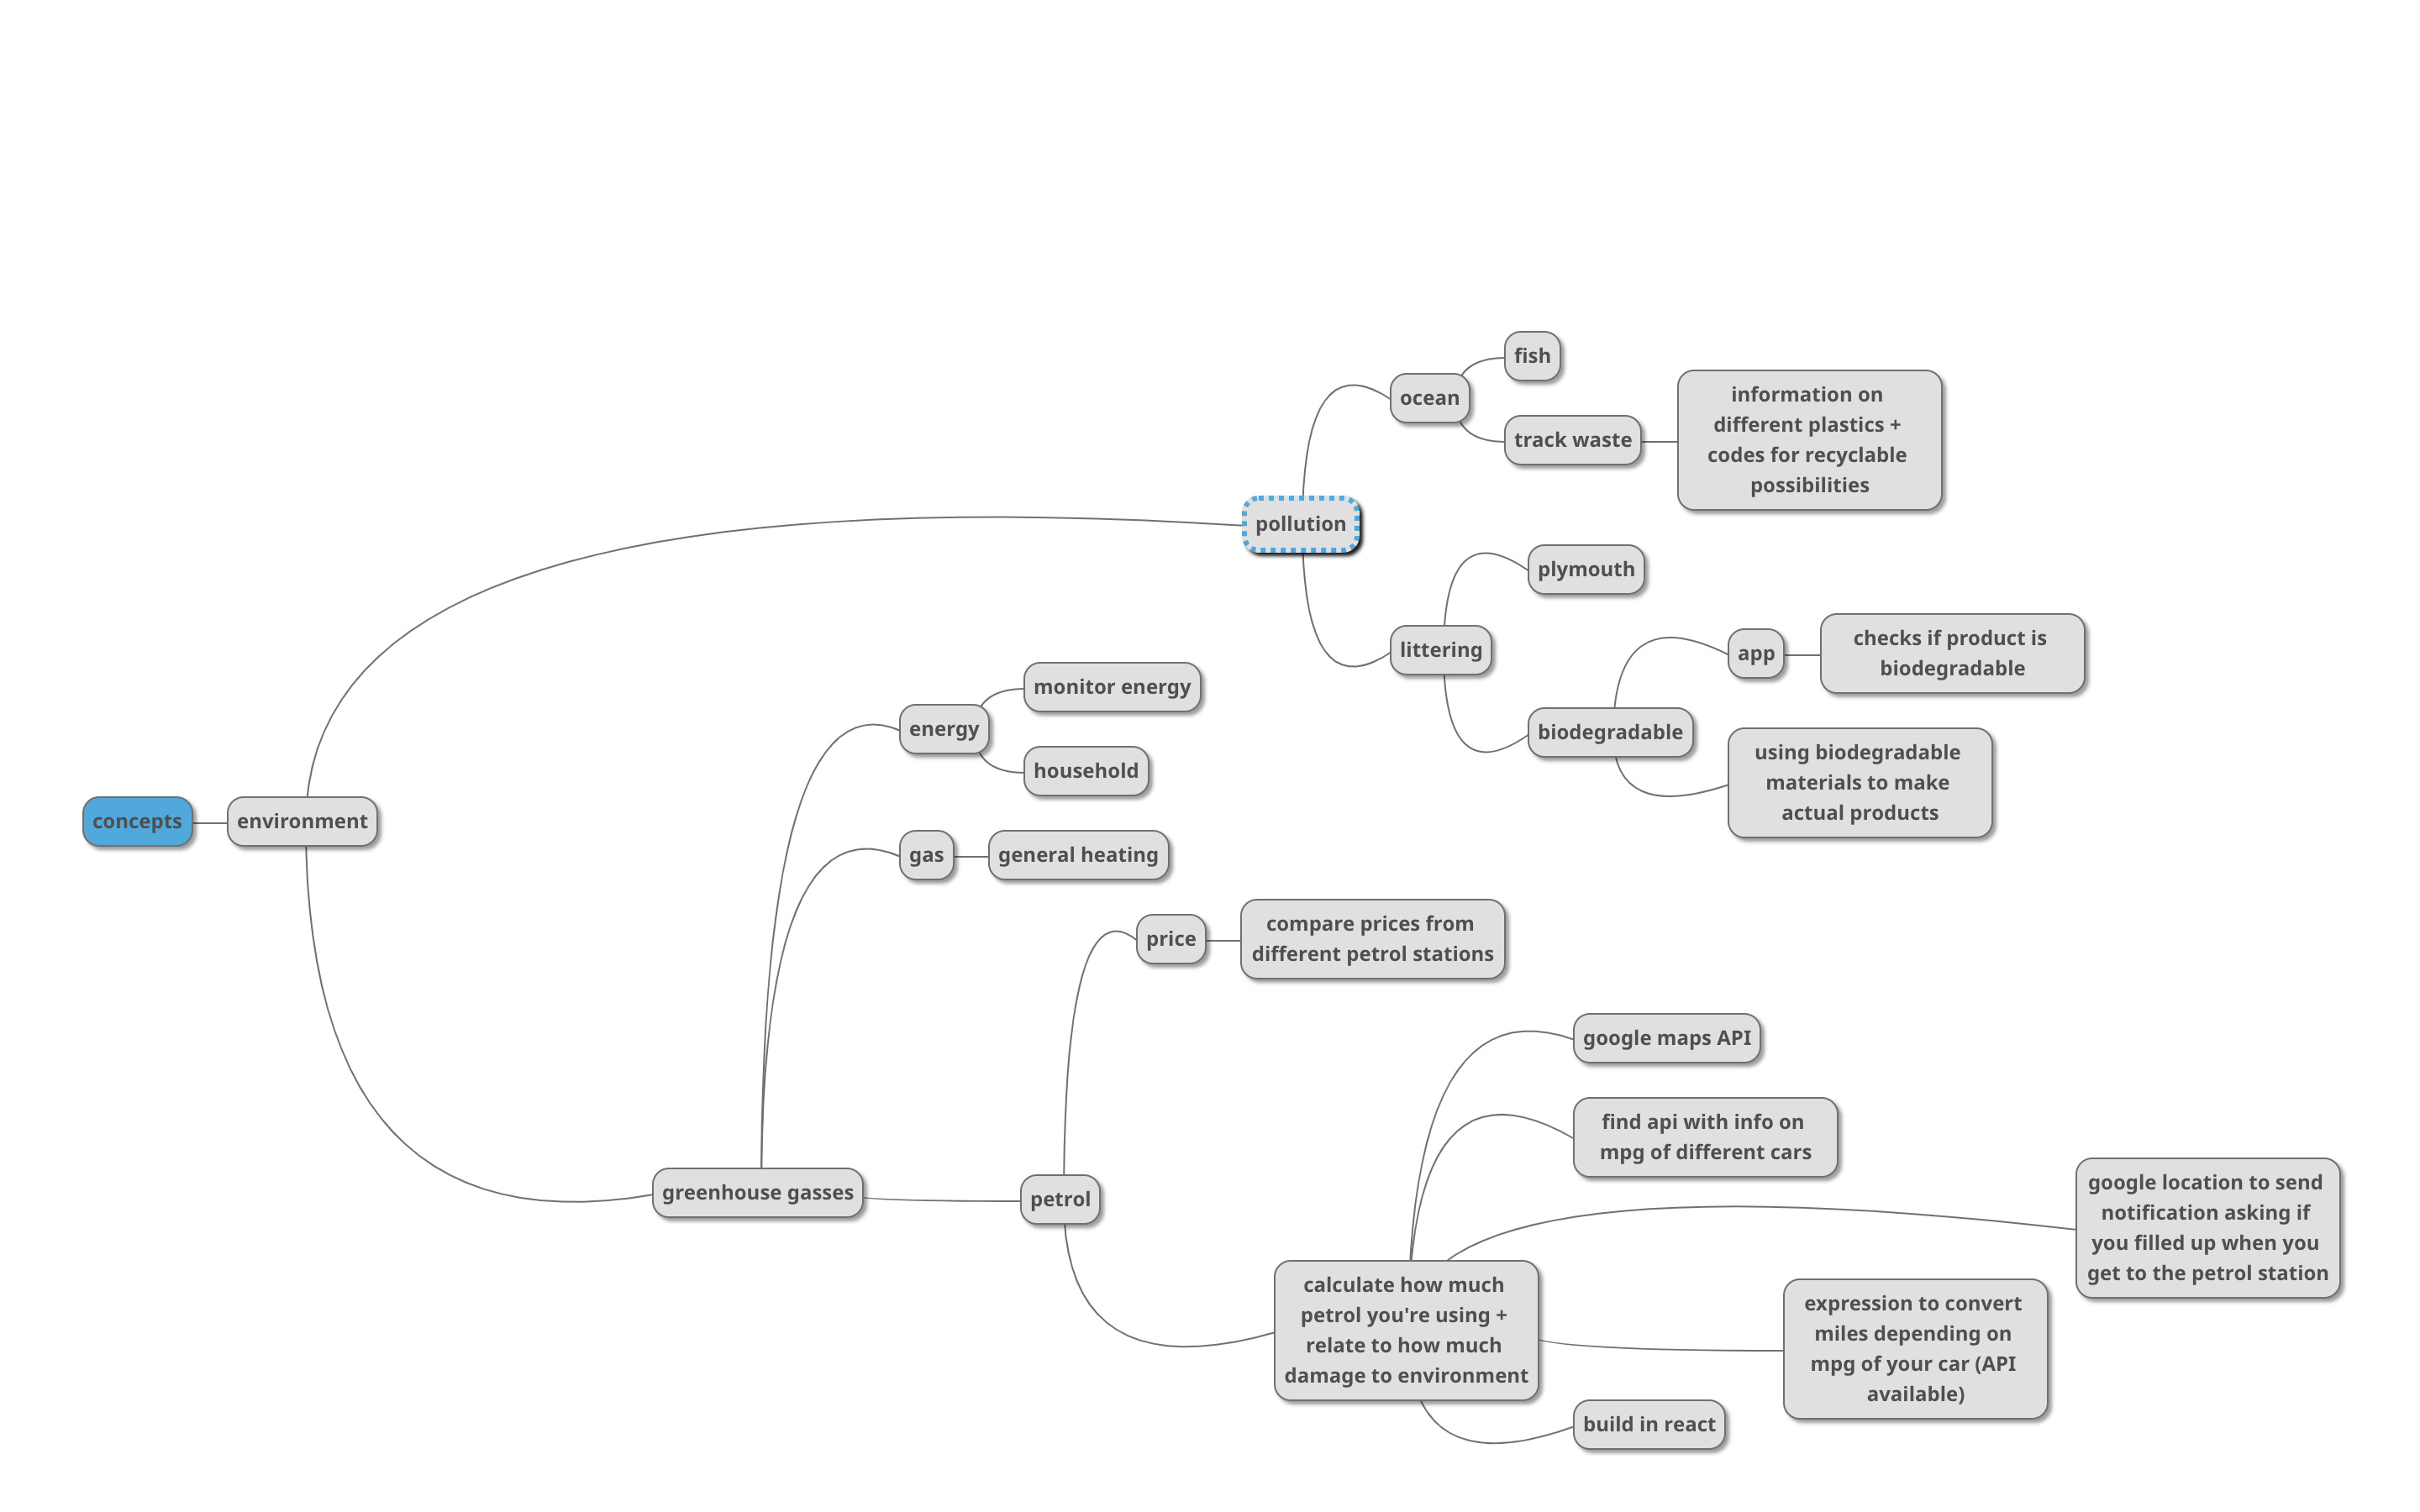 concepts
environment
pollution
ocean
fish
track waste
information on
different plastics +
codes for recyclable
possibilities
littering
plymouth
biodegradable
app
checks if product is
biodegradable
using biodegradable
materials to make
actual products
greenhouse gasses
energy
monitor energy
household
gas
general heating
petrol
price
compare prices from
different petrol stations
calculate how much
petrol you're using +
relate to how much
damage to environment
google maps API
find api with info on
mpg of different cars
google location to send
notification asking if
you filled up when you
get to the petrol station
expression to convert
miles depending on
mpg of your car (API
available)
build in react